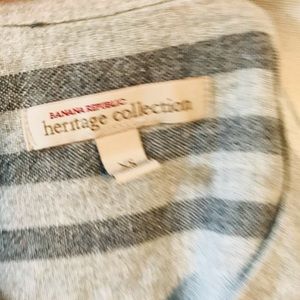 BANANA REPUBLIC
heritage collection
XS